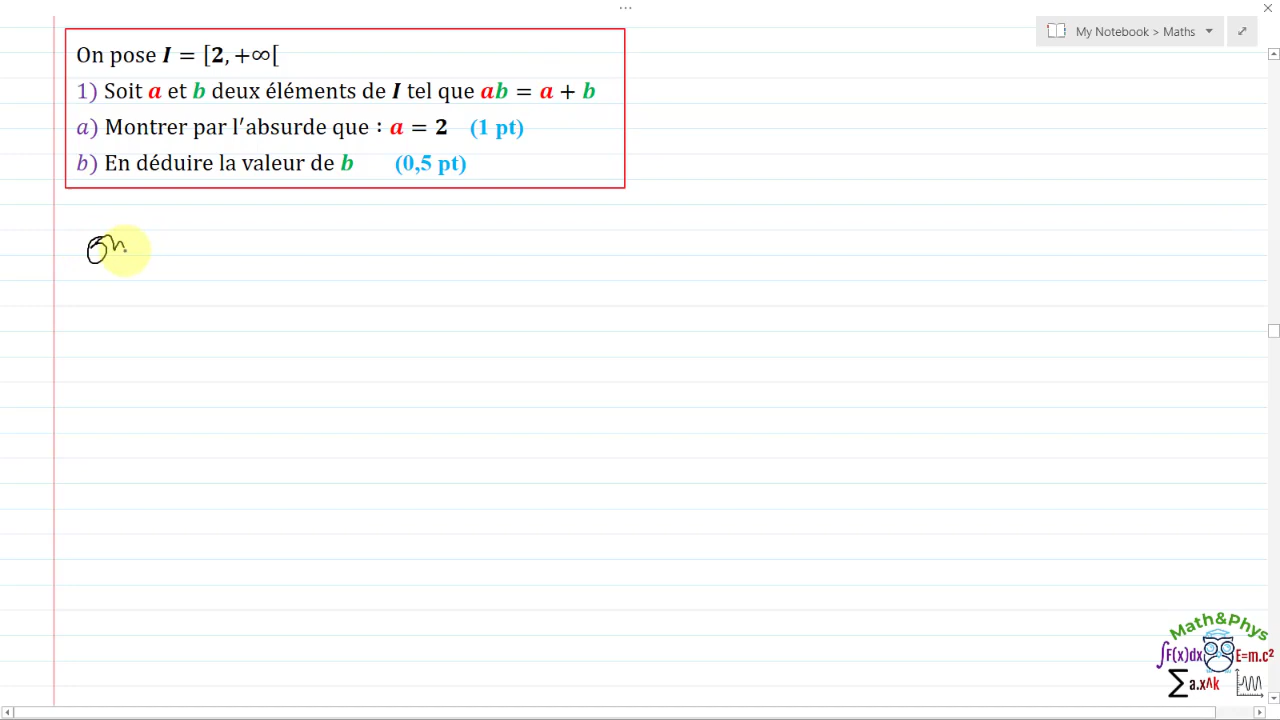 My Notebook > Maths
On pose I = [2, +∞[
1) Soit a et b deux éléments de I tel que ab = a + b
a) Montrer par l′absurde que : a = 2 (1 pt)
b) En déduire la valeur de b (0,5 pt)
On
Math&Phys
∫F(x)dx E=m.c²
∑ a.x^k